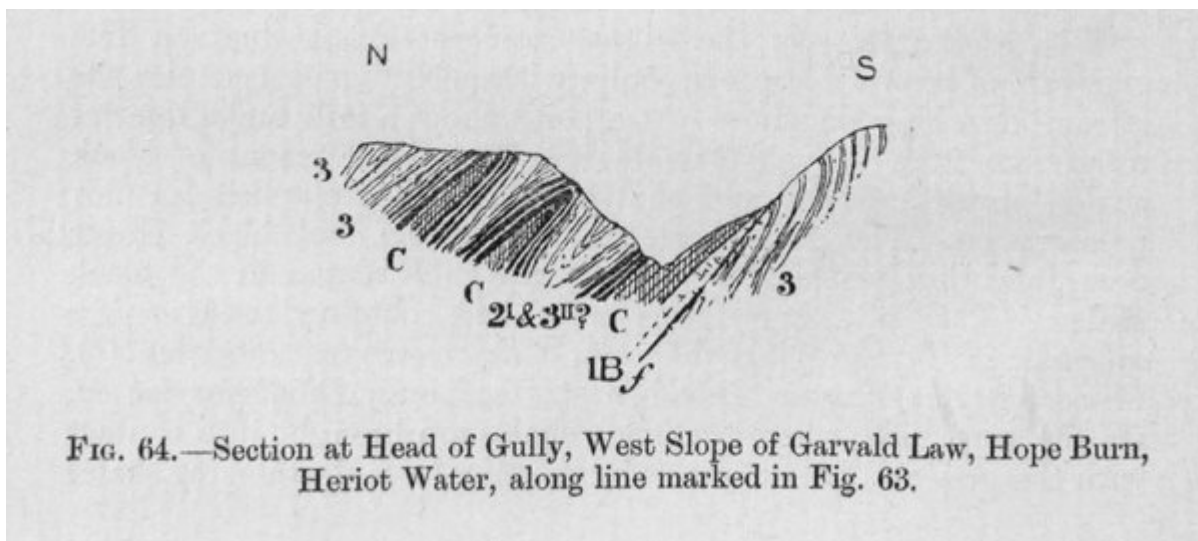 N
S
3
3
C
C
2ᴵ&3ᴵᴵ? C
3
1B f
FIG. 64.—Section at Head of Gully, West Slope of Garvald Law, Hope Burn,
Heriot Water, along line marked in Fig. 63.